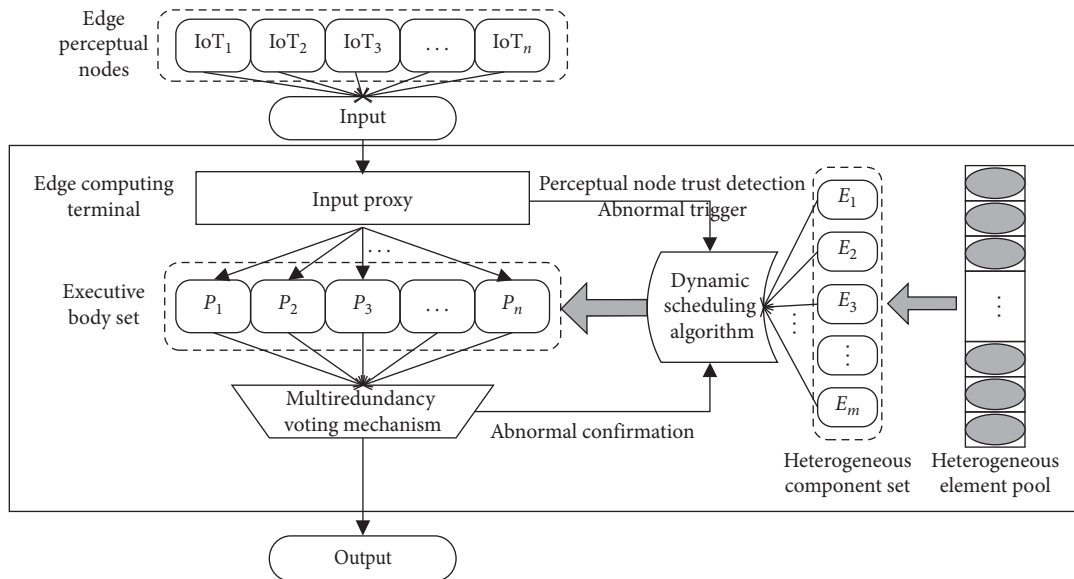 Edge
perceptual
nodes
IoT1 IoT2 IoT3 ... IoTn
Input
Edge computing
terminal
Input proxy
Perceptual node trust detection
Abnormal trigger
...
Executive
body set
P1 P2 P3 ... Pn
Dynamic
scheduling
algorithm
...
E1
E2
E3
...
Em
...
Multiredundancy
voting mechanism
Abnormal confirmation
Heterogeneous
component set
Heterogeneous
element pool
Output